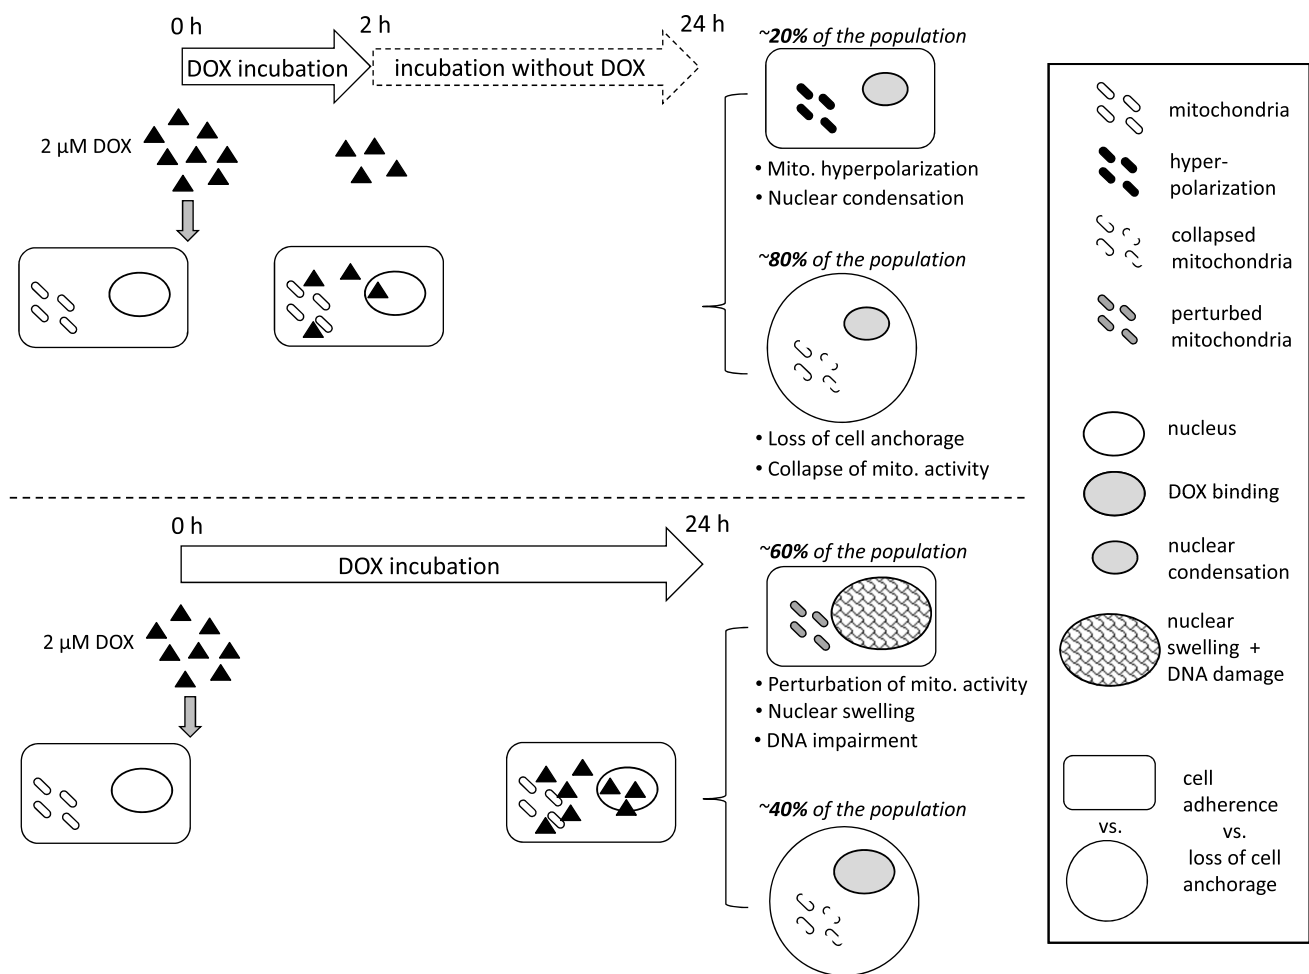 0 h
2 h
24 h
DOX incubation
incubation without DOX
2 µM DOX
~20% of the population
• Mito. hyperpolarization
• Nuclear condensation
~80% of the population
• Loss of cell anchorage
• Collapse of mito. activity
0 h
24 h
DOX incubation
2 µM DOX
~60% of the population
• Perturbation of mito. activity
• Nuclear swelling
• DNA impairment
~40% of the population
mitochondria
hyper-
polarization
collapsed
mitochondria
perturbed
mitochondria
nucleus
DOX binding
nuclear
condensation
nuclear
swelling +
DNA damage
cell
adherence
vs.
vs.
loss of cell
anchorage